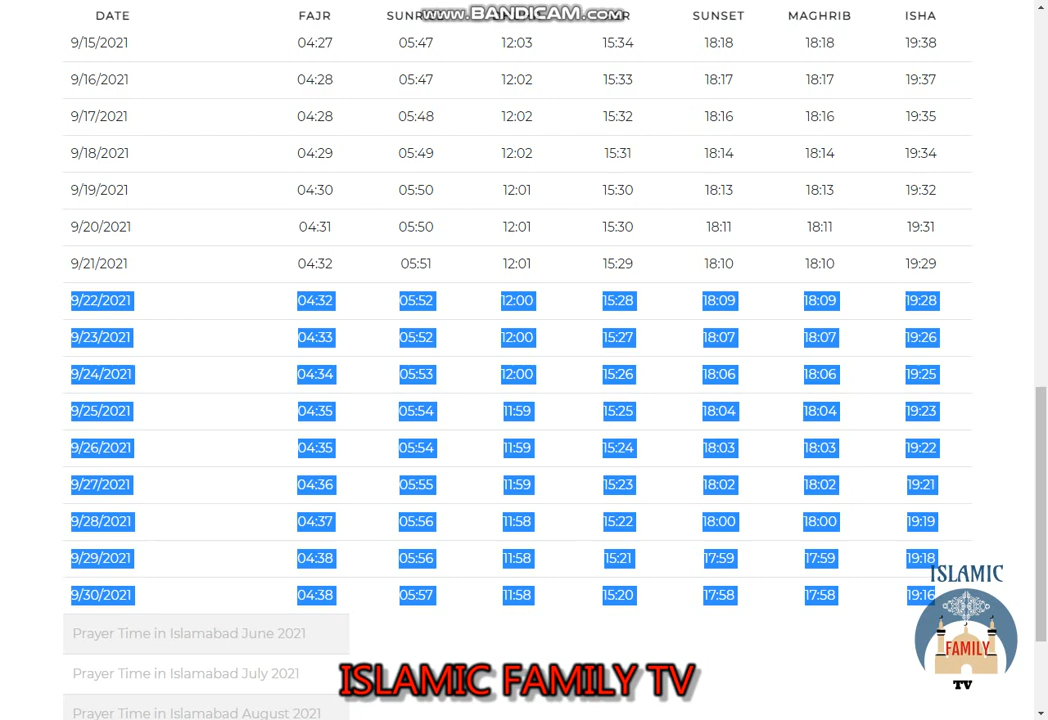 DATE FAJR SUNR WWW.BANDICAM.COM R SUNSET MAGHRIB ISHA
9/15/2021 04:27 05:47 12:03 15:34 18:18 18:18 19:38
9/16/2021 04:28 05:47 12:02 15:33 18:17 18:17 19:37
9/17/2021 04:28 05:48 12:02 15:32 18:16 18:16 19:35
9/18/2021 04:29 05:49 12:02 15:31 18:14 18:14 19:34
9/19/2021 04:30 05:50 12:01 15:30 18:13 18:13 19:32
9/20/2021 04:31 05:50 12:01 15:30 18:11 18:11 19:31
9/21/2021 04:32 05:51 12:01 15:29 18:10 18:10 19:29
9/22/2021 04:32 05:52 12:00 15:28 18:09 18:09 19:28
9/23/2021 04:33 05:52 12:00 15:27 18:07 18:07 19:26
9/24/2021 04:34 05:53 12:00 15:26 18:06 18:06 19:25
9/25/2021 04:35 05:54 11:59 15:25 18:04 18:04 19:23
9/26/2021 04:35 05:54 11:59 15:24 18:03 18:03 19:22
9/27/2021 04:36 05:55 11:59 15:23 18:02 18:02 19:21
9/28/2021 04:37 05:56 11:58 15:22 18:00 18:00 19:19
9/29/2021 04:38 05:56 11:58 15:21 17:59 17:59 19:18
9/30/2021 04:38 05:57 11:58 15:20 17:58 17:58 19:16
ISLAMIC
FAMILY
TV
Prayer Time in Islamabad June 2021
Prayer Time in Islamabad July 2021
ISLAMIC FAMILY TV
Prayer Time in Islamabad August 2021